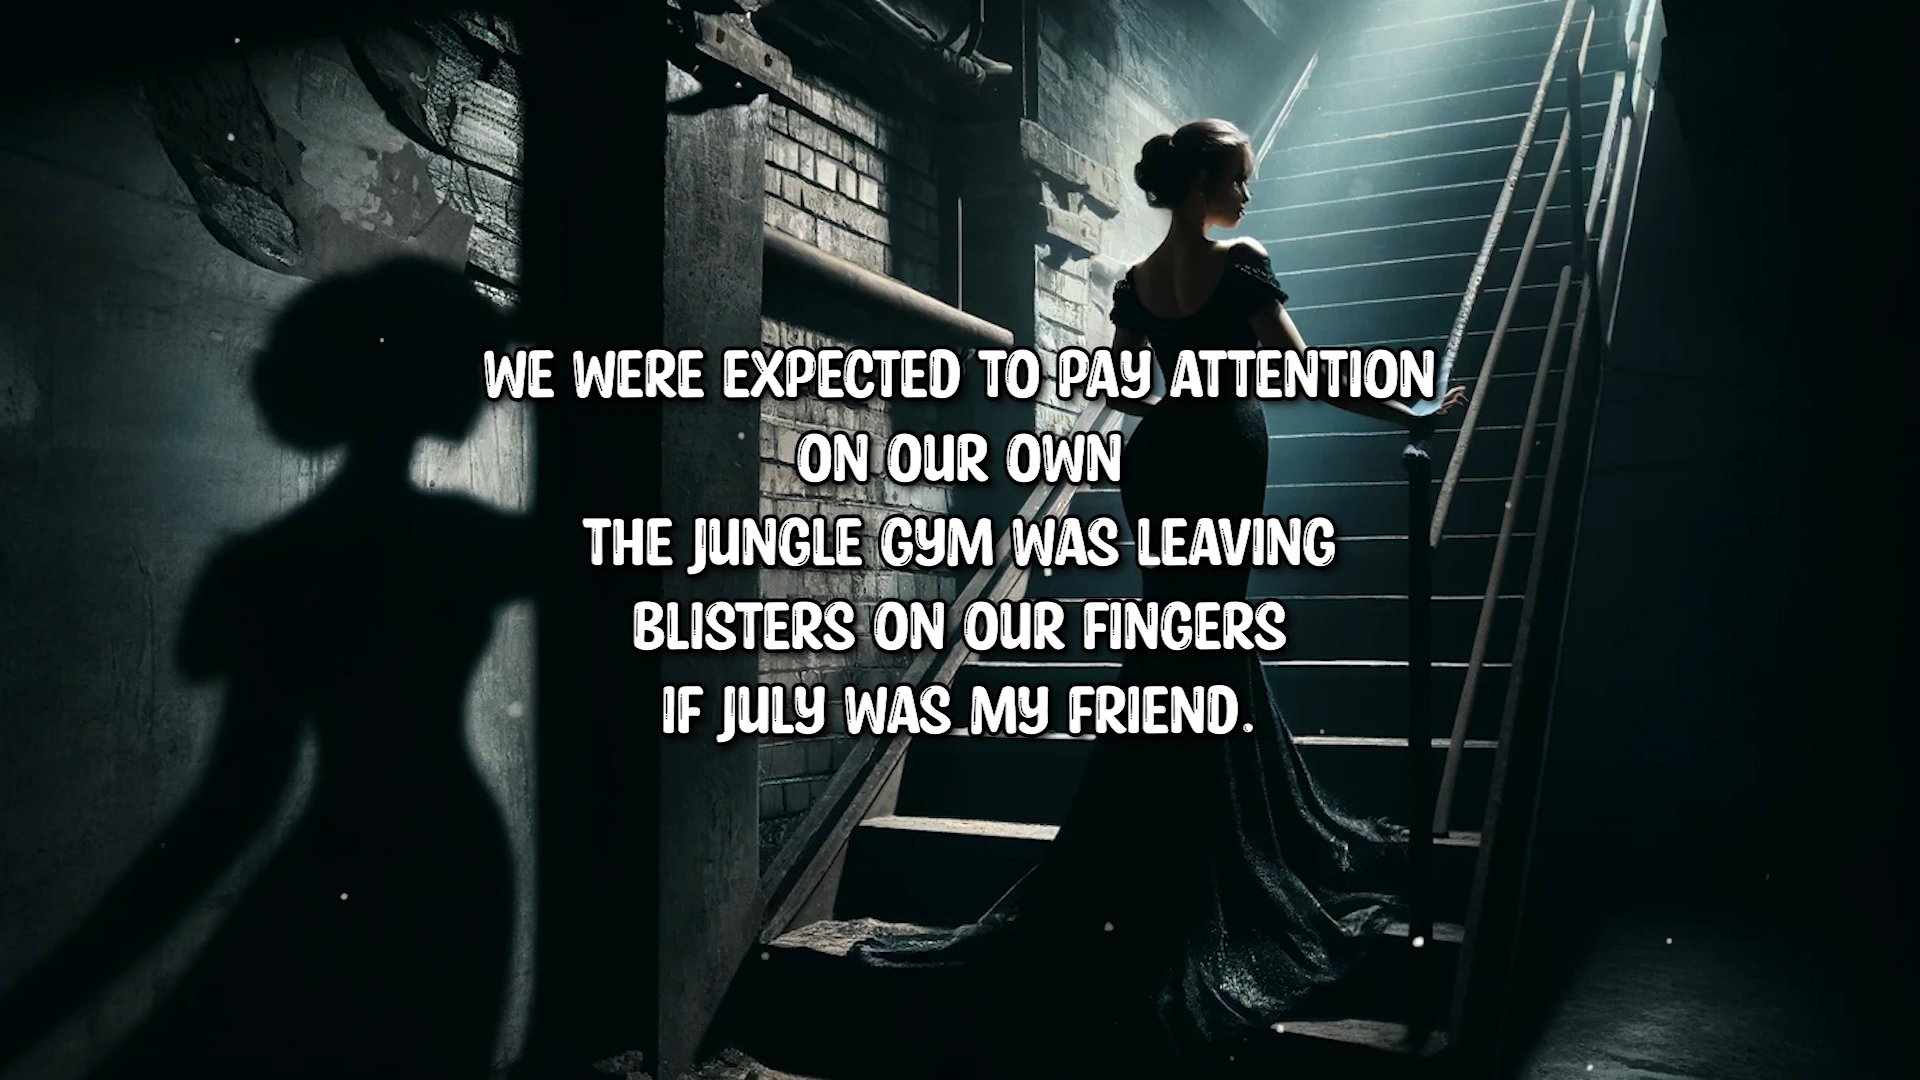 WE WERE EXPECTED TO PAY ATTENTION
ON OUR OWN
THE JUNGLE GYM WAS LEAVING
BLISTERS ON OUR FINGERS
IF JULY WAS MY FRIEND.